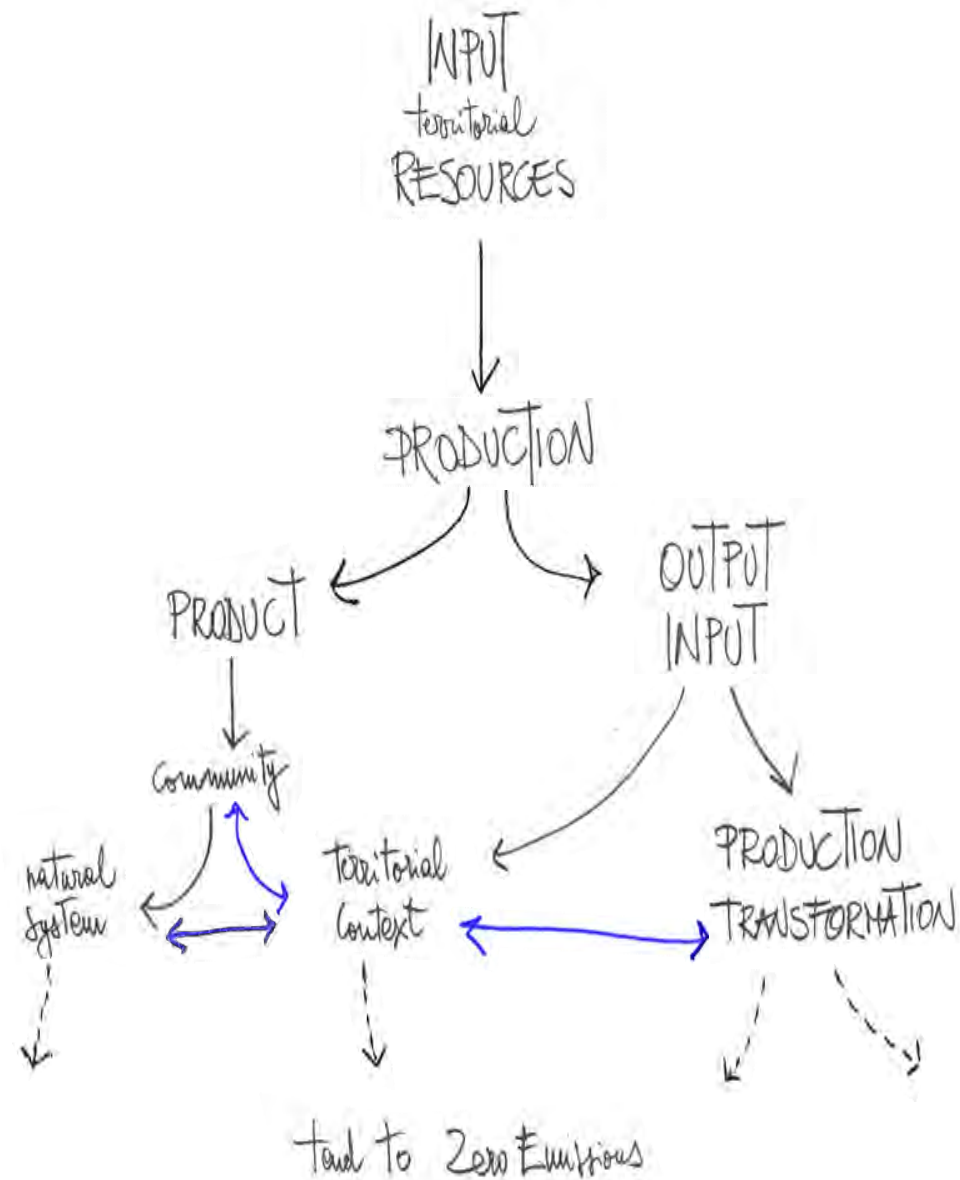 INPUT
territorial
RESOURCES
PRODUCTION
OUTPUT
INPUT
PRODUCT
community
natural
system
territorial
context
PRODUCTION
TRANSFORMATION
tend to Zero Emissions